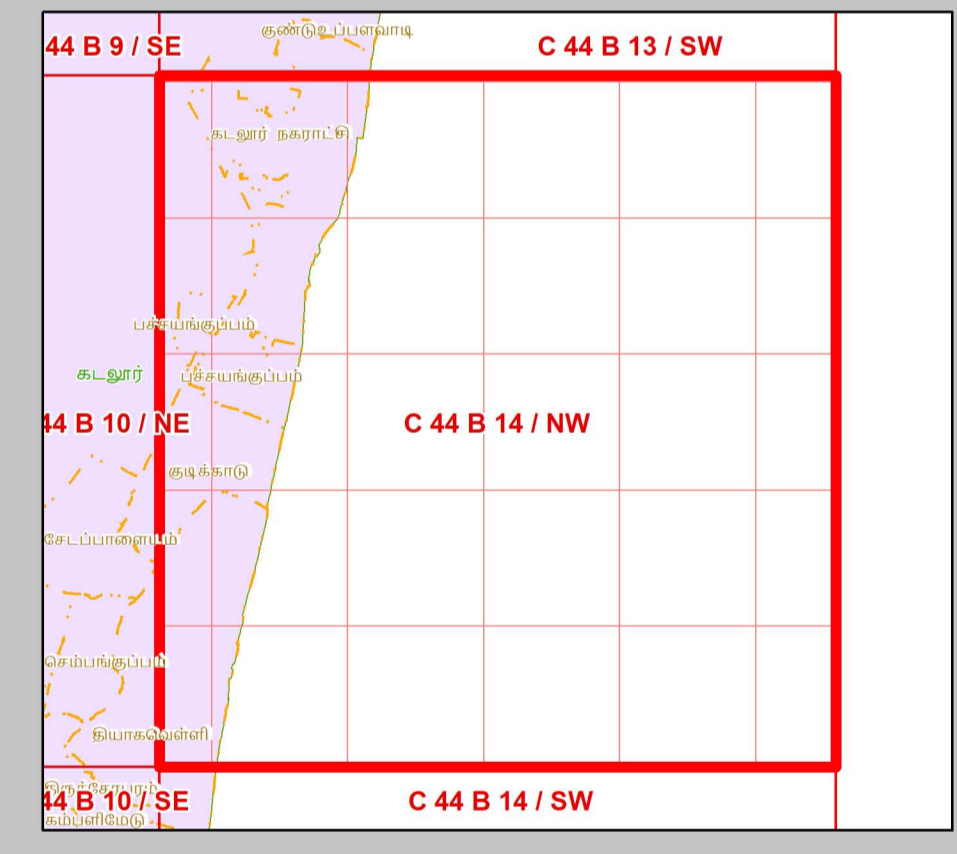 குண்டுஉப்பளவாடி
44 B 9 / SE
C 44 B 13 / SW
கடலூர் நகராட்சி
பச்சயங்குப்பம்
கடலூர்
பச்சயங்குப்பம்
44 B 10 / NE
C 44 B 14 / NW
குடிக்காடு
சேடப்பாளையம்
செம்பங்குப்பம்
தியாகவெள்ளி
44 B 10 / SE
C 44 B 14 / SW
கம்பளிமேடு